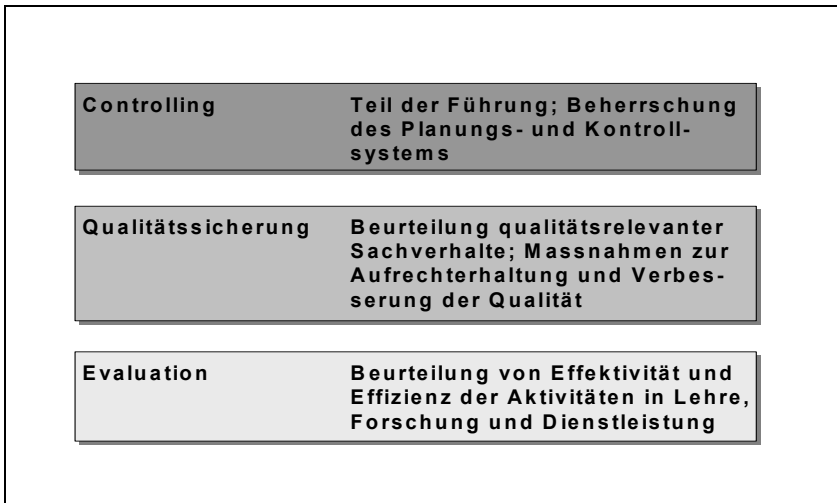 Controlling Teil der Führung; Beherrschung
des Planungs- und Kontroll-
systems
Qualitätssicherung Beurteilung qualitätsrelevanter
Sachverhalte; Massnahmen zur
Aufrechterhaltung und Verbes-
serung der Qualität
Evaluation Beurteilung von Effektivität und
Effizienz der Aktivitäten in Lehre,
Forschung und Dienstleistung